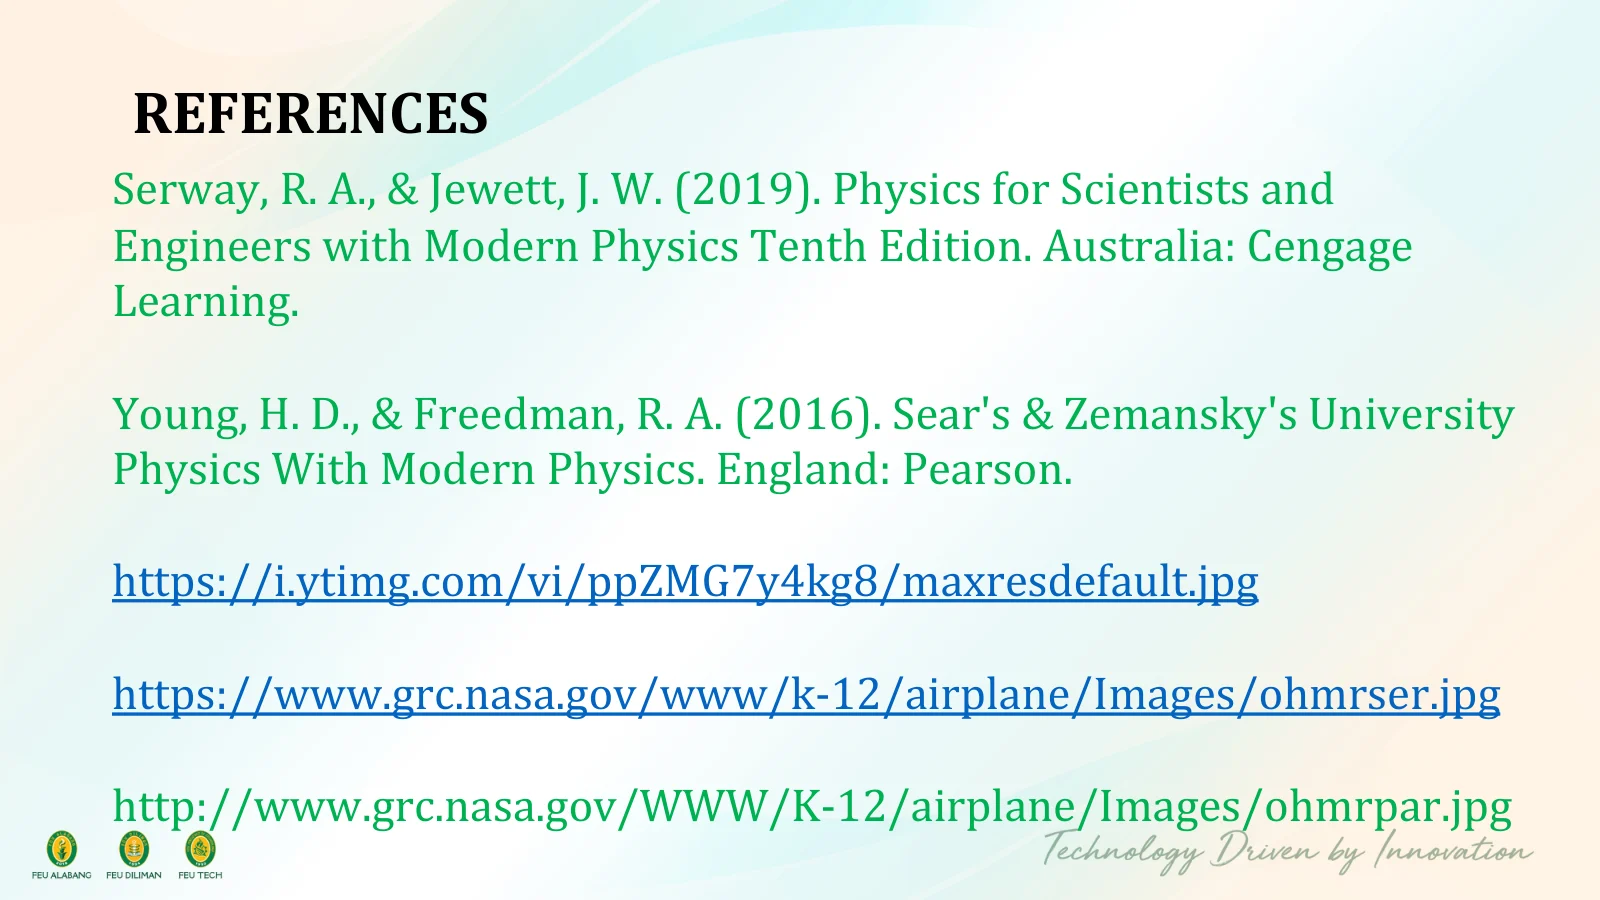 REFERENCES
Serway, R. A., & Jewett, J. W. (2019). Physics for Scientists and
Engineers with Modern Physics Tenth Edition. Australia: Cengage
Learning.
Young, H. D., & Freedman, R. A. (2016). Sear's & Zemansky's University
Physics With Modern Physics. England: Pearson.
https://i.ytimg.com/vi/ppZMG7y4kg8/maxresdefault.jpg
https://www.grc.nasa.gov/www/k-12/airplane/Images/ohmrser.jpg
http://www.grc.nasa.gov/WWW/K-12/airplane/Images/ohmrpar.jpg
Technology Driven by Innovation
FEU ALABANG FEU DILIMAN FEU TECH